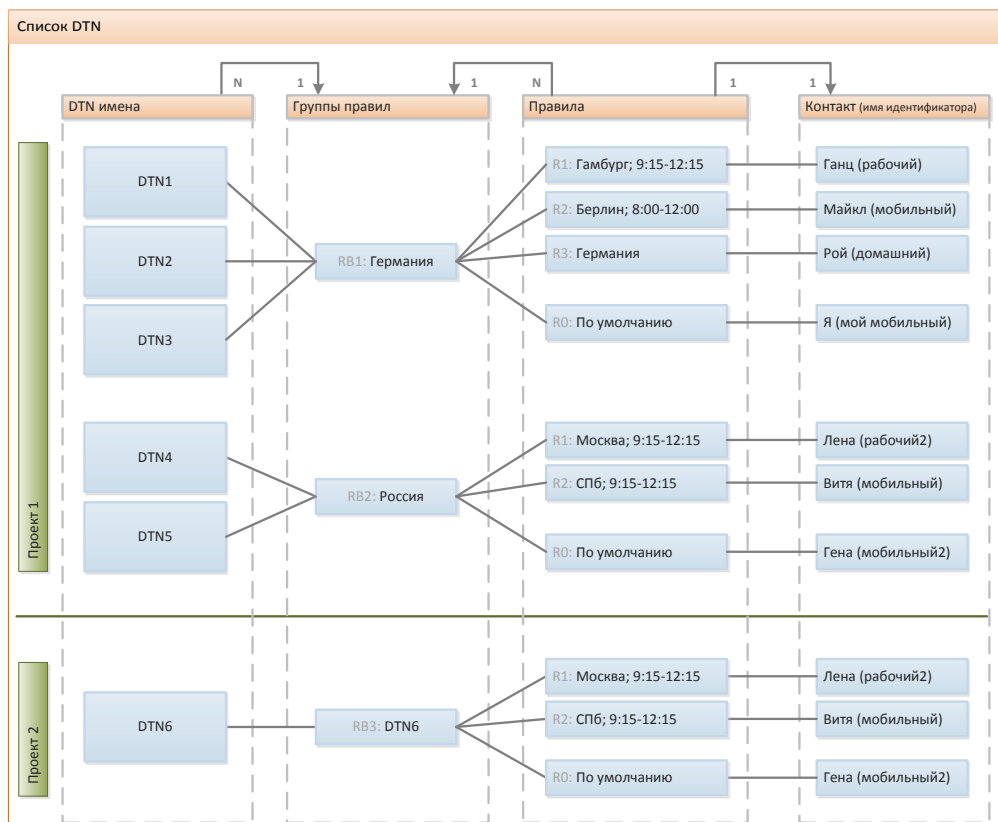 Список DTN
N 1 1 N 1 1
DTN имена
Группы правил
Правила
Контакт (имя идентификатора)
Проект 1
DTN1
DTN2
DTN3
RB1: Германия
R1: Гамбург; 9:15-12:15
Ганц (рабочий)
R2: Берлин; 8:00-12:00
Майкл (мобильный)
R3: Германия
Рой (домашний)
R0: По умолчанию
Я (мой мобильный)
DTN4
DTN5
RB2: Россия
R1: Москва; 9:15-12:15
Лена (рабочий2)
R2: СПб; 9:15-12:15
Витя (мобильный)
R0: По умолчанию
Гена (мобильный2)
Проект 2
DTN6
RB3: DTN6
R1: Москва; 9:15-12:15
Лена (рабочий2)
R2: СПб; 9:15-12:15
Витя (мобильный)
R0: По умолчанию
Гена (мобильный2)